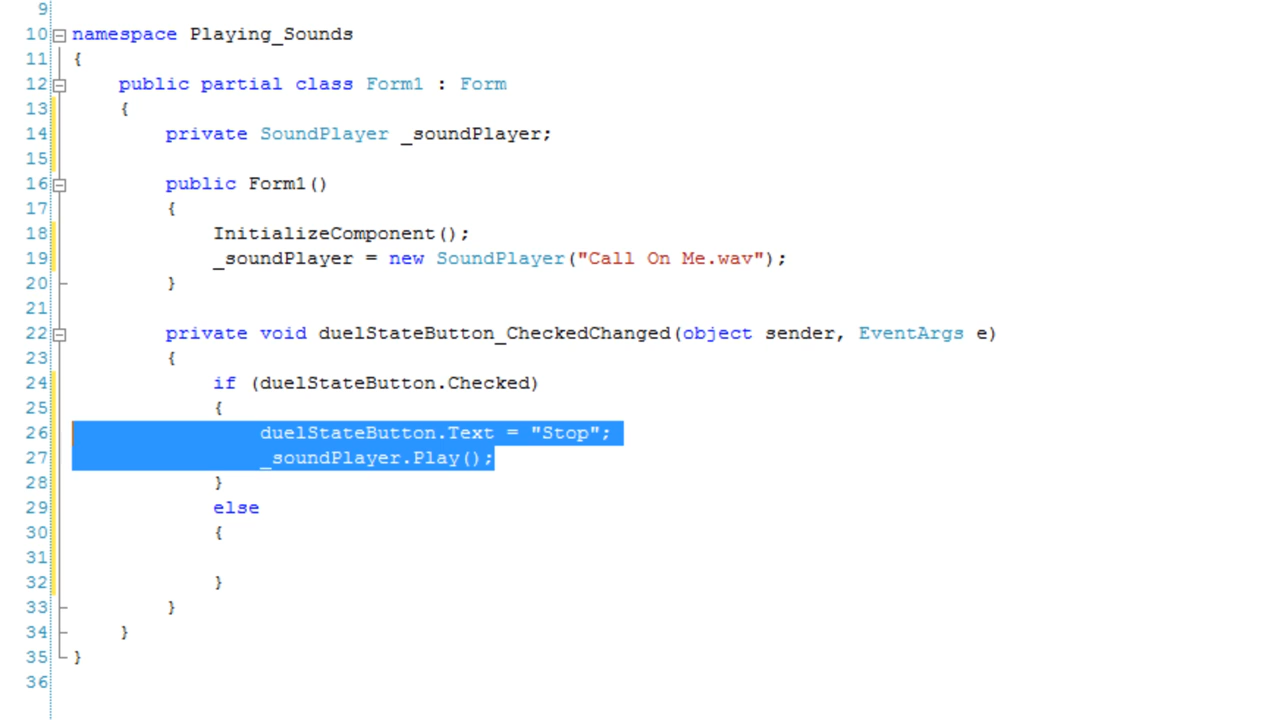 9
10 namespace Playing_Sounds
11 {
12     public partial class Form1 : Form
13     {
14         private SoundPlayer _soundPlayer;
15
16         public Form1()
17         {
18             InitializeComponent();
19             _soundPlayer = new SoundPlayer("Call On Me.wav");
20         }
21
22         private void duelStateButton_CheckedChanged(object sender, EventArgs e)
23         {
24             if (duelStateButton.Checked)
25             {
26                 duelStateButton.Text = "Stop";
27                 _soundPlayer.Play();
28             }
29             else
30             {
31
32             }
33         }
34     }
35 }
36